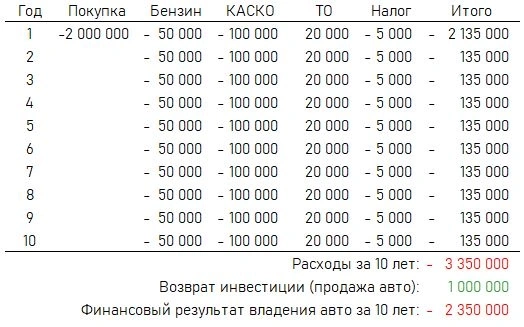 Год Покупка Бензин КАСКО ТО Налог Итого
1 -2 000 000 - 50 000 - 100 000 20 000 - 5 000 - 2 135 000
2 - 50 000 - 100 000 20 000 - 5 000 - 135 000
3 - 50 000 - 100 000 20 000 - 5 000 - 135 000
4 - 50 000 - 100 000 20 000 - 5 000 - 135 000
5 - 50 000 - 100 000 20 000 - 5 000 - 135 000
6 - 50 000 - 100 000 20 000 - 5 000 - 135 000
7 - 50 000 - 100 000 20 000 - 5 000 - 135 000
8 - 50 000 - 100 000 20 000 - 5 000 - 135 000
9 - 50 000 - 100 000 20 000 - 5 000 - 135 000
10 - 50 000 - 100 000 20 000 - 5 000 - 135 000
Расходы за 10 лет: - 3 350 000
Возврат инвестиции (продажа авто): 1 000 000
Финансовый результат владения авто за 10 лет: - 2 350 000